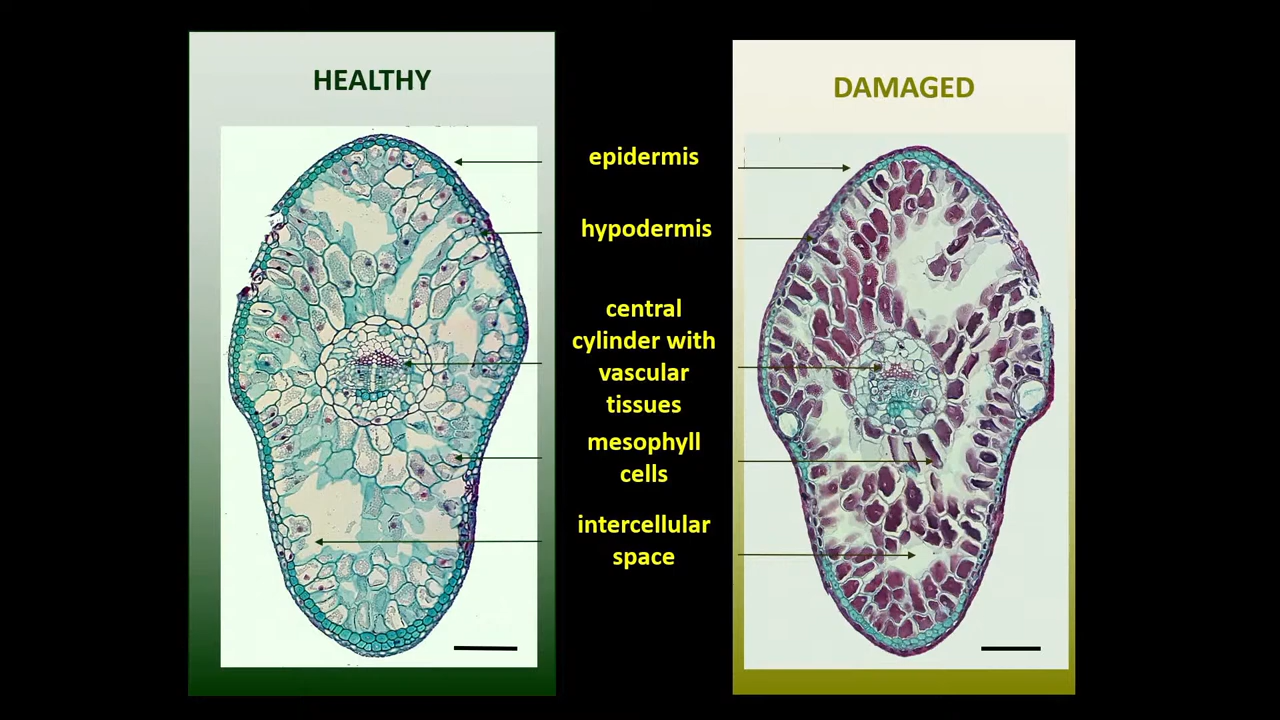 HEALTHY
DAMAGED
epidermis
hypodermis
central
cylinder with
vascular
tissues
mesophyll
cells
intercellular
space